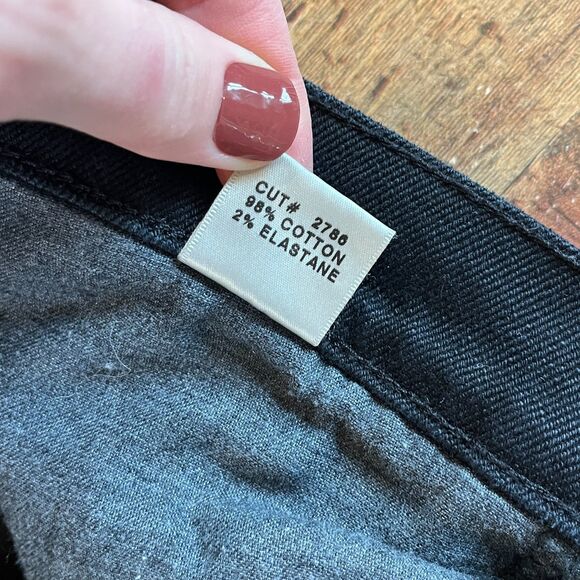 CUT# 2786
98% COTTON
2% ELASTANE